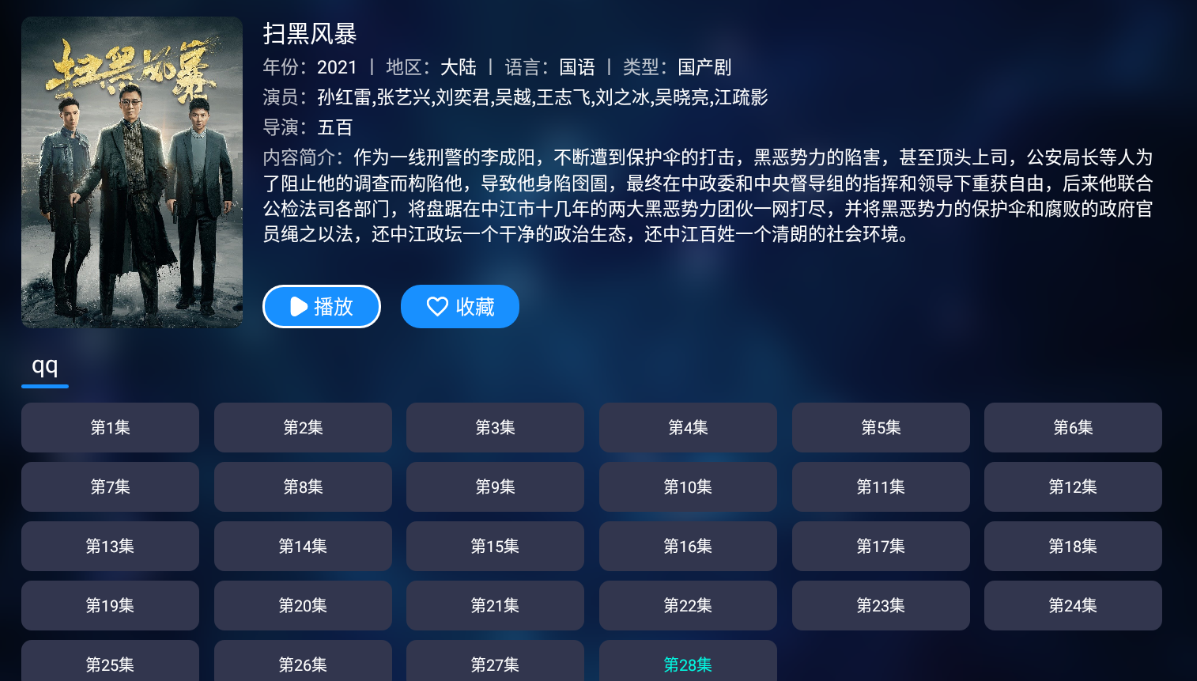 扫黑风暴
扫黑风暴
年份：2021 | 地区：大陆 | 语言：国语 | 类型：国产剧
演员：孙红雷,张艺兴,刘奕君,吴越,王志飞,刘之冰,吴晓亮,江疏影
导演：五百
内容简介：作为一线刑警的李成阳，不断遭到保护伞的打击，黑恶势力的陷害，甚至顶头上司，公安局长等人为
了阻止他的调查而构陷他，导致他身陷囹圄，最终在中政委和中央督导组的指挥和领导下重获自由，后来他联合
公检法司各部门，将盘踞在中江市十几年的两大黑恶势力团伙一网打尽，并将黑恶势力的保护伞和腐败的政府官
员绳之以法，还中江政坛一个干净的政治生态，还中江百姓一个清朗的社会环境。
播放 收藏
qq
第1集 第2集 第3集 第4集 第5集 第6集
第7集 第8集 第9集 第10集 第11集 第12集
第13集 第14集 第15集 第16集 第17集 第18集
第19集 第20集 第21集 第22集 第23集 第24集
第25集 第26集 第27集 第28集